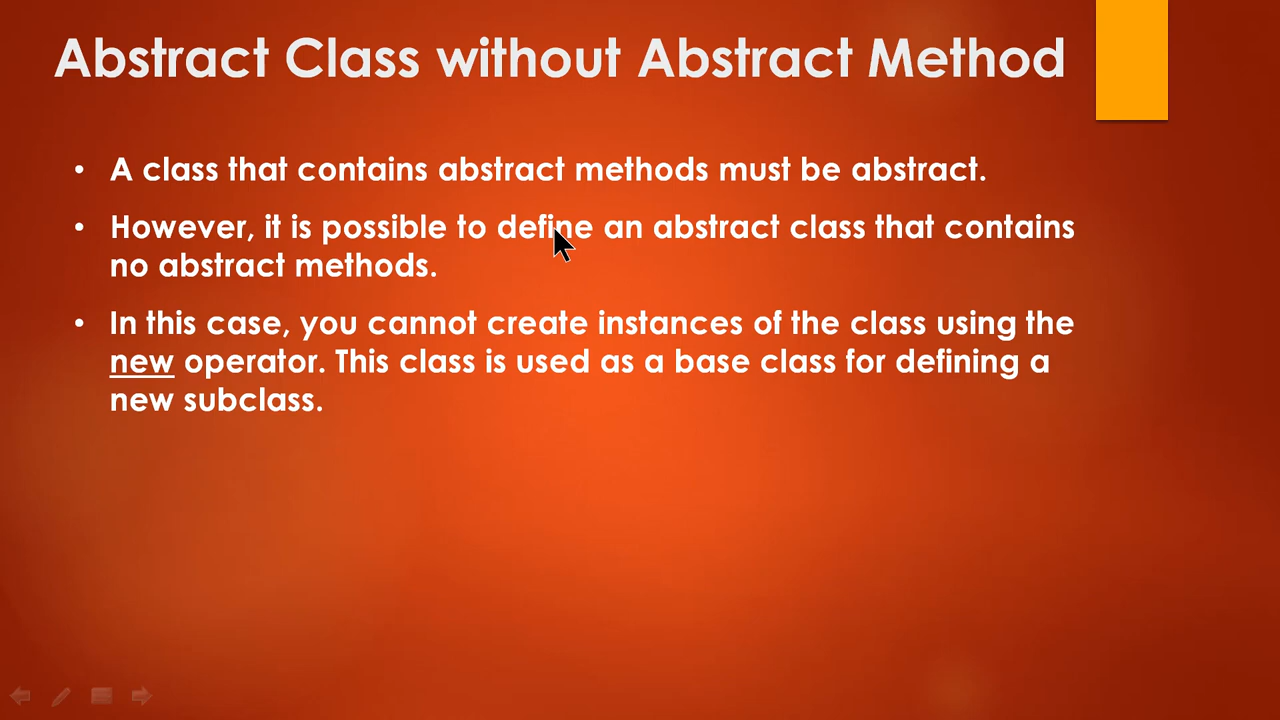 Abstract Class without Abstract Method
• A class that contains abstract methods must be abstract.
• However, it is possible to define an abstract class that contains
no abstract methods.
• In this case, you cannot create instances of the class using the
new operator. This class is used as a base class for defining a
new subclass.